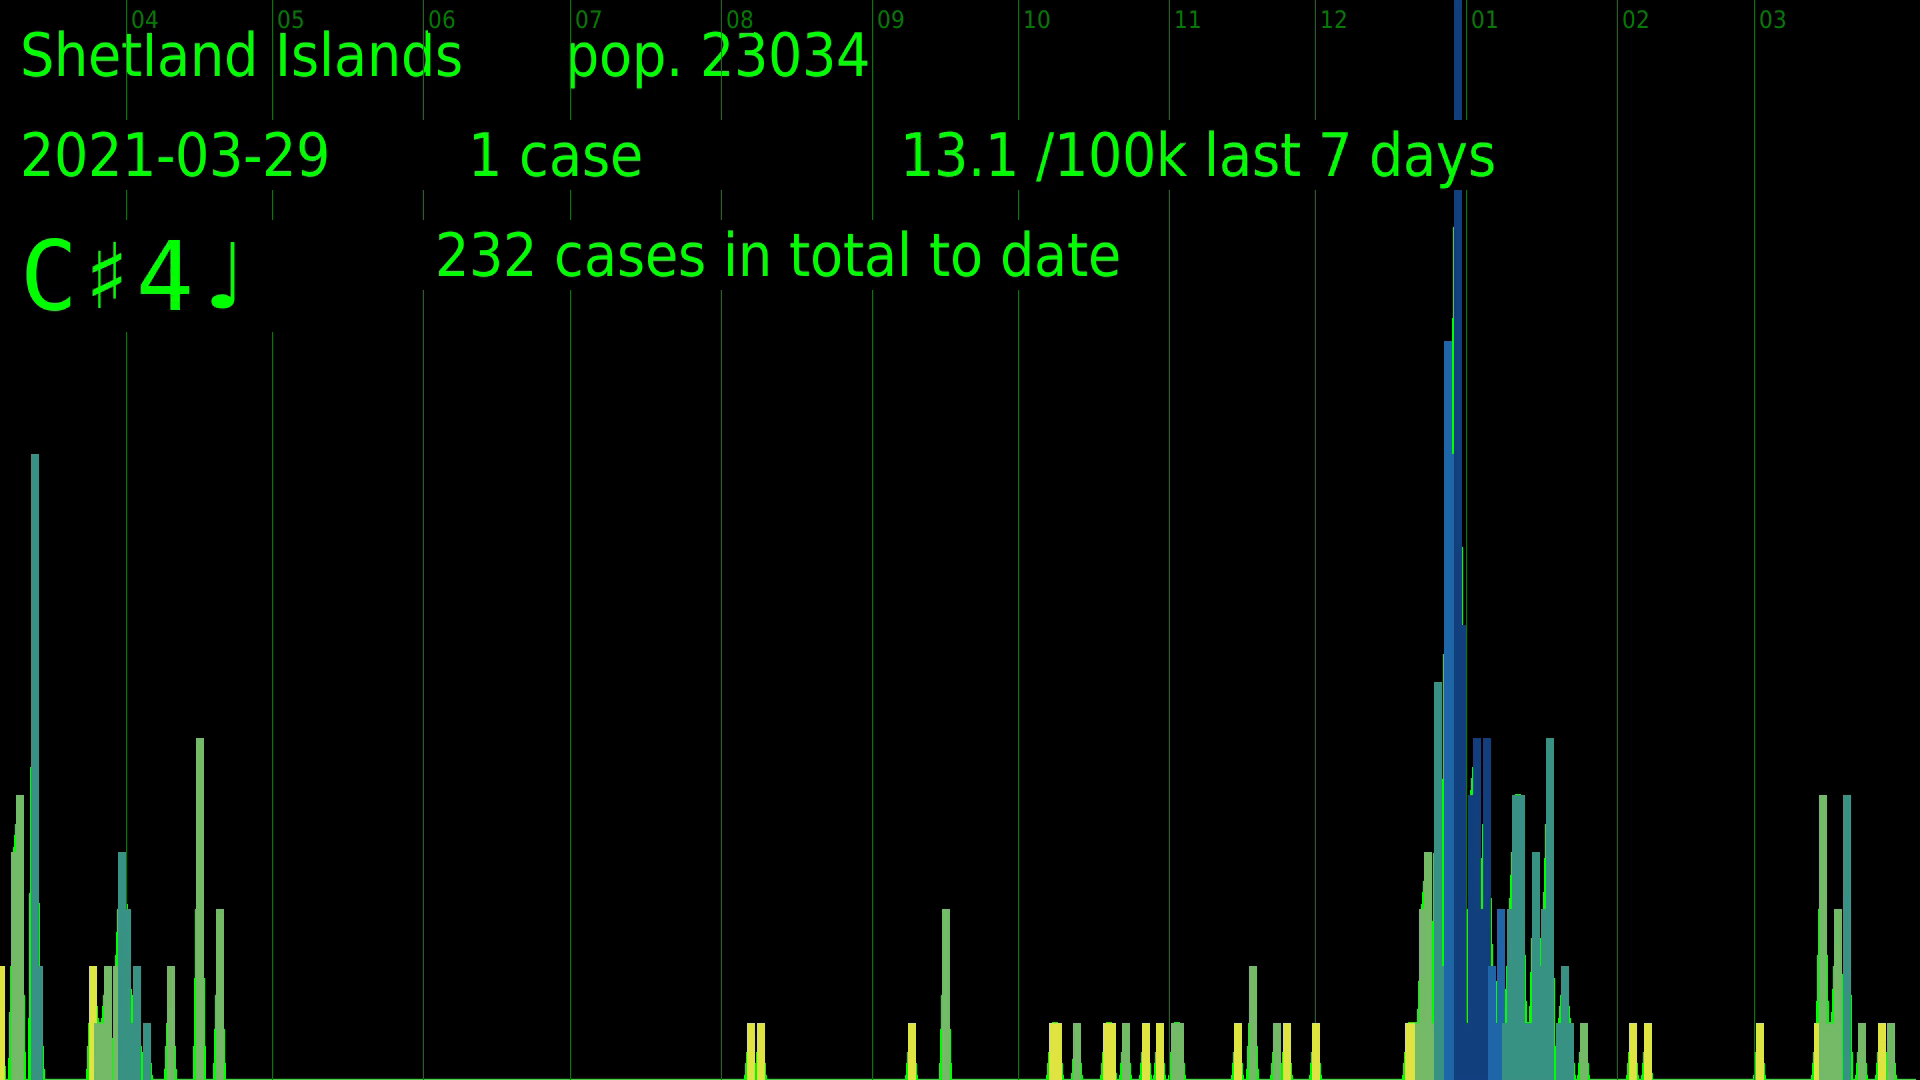 04 05 06 07 08 09 10 11 12 01 02 03
Shetland Islands pop. 23034
2021-03-29 1 case 13.1 /100k last 7 days
C♯4♩ 232 cases in total to date